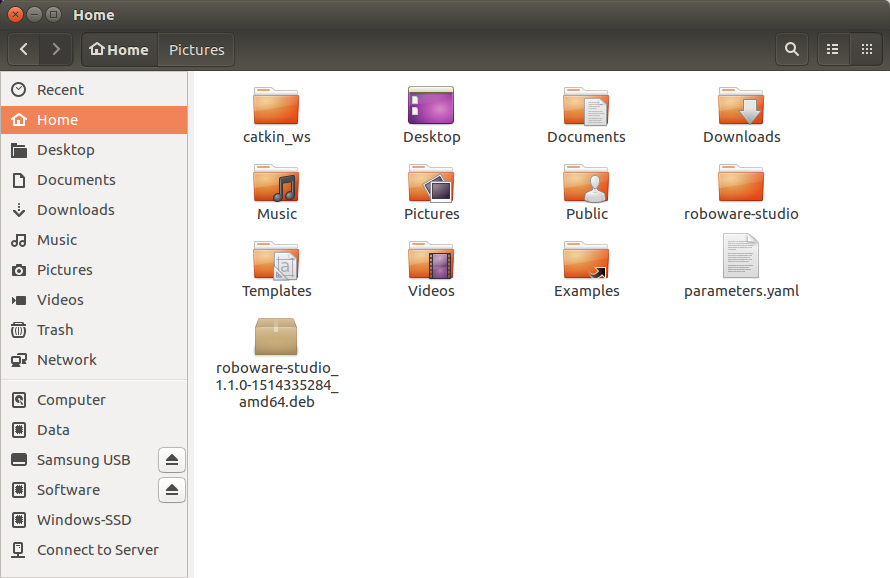 Home
Home
Pictures
Recent
Home
Desktop
Documents
Downloads
Music
Pictures
Videos
Trash
Network
Computer
Data
Samsung USB
Software
Windows-SSD
Connect to Server
catkin_ws
Desktop
Documents
Downloads
Music
Pictures
Public
roboware-studio
Templates
Videos
Examples
parameters.yaml
roboware-studio_
1.1.0-1514335284_
amd64.deb